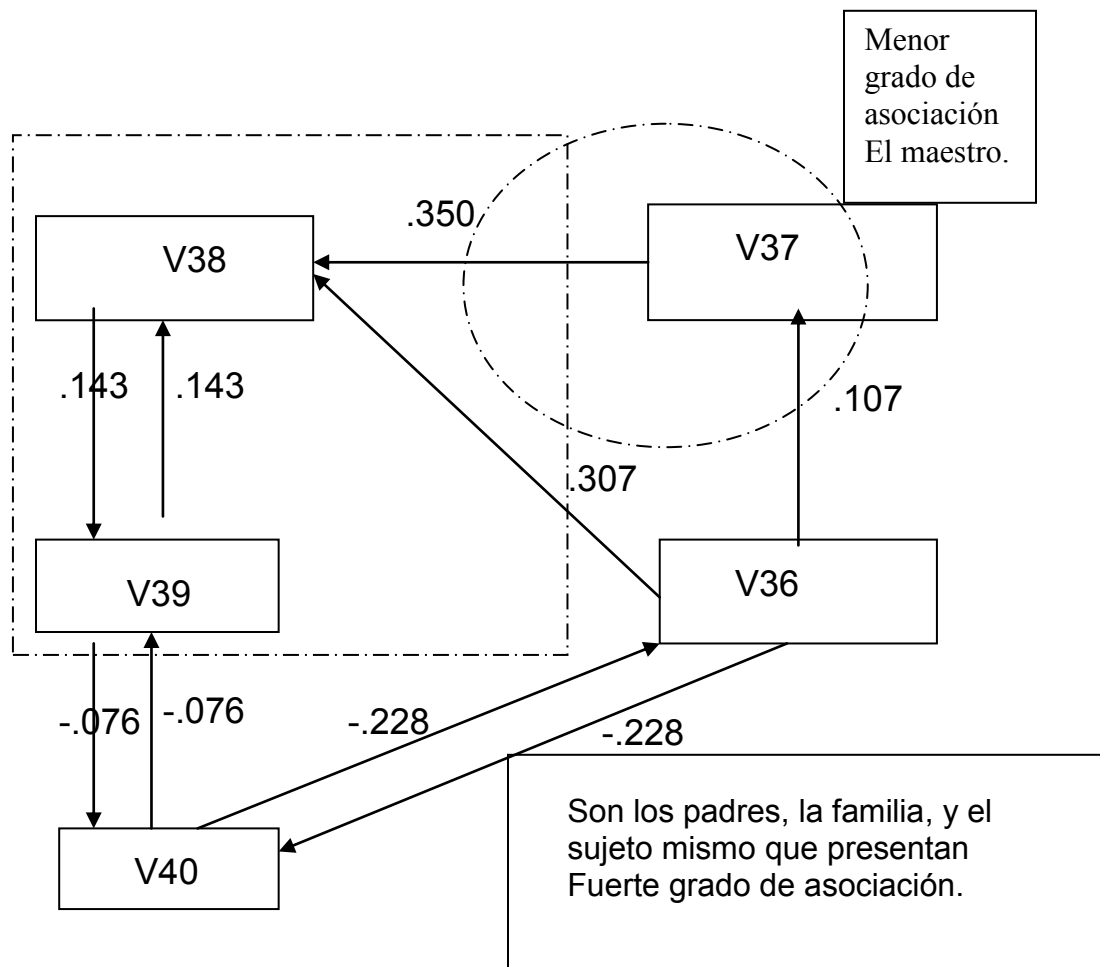 Menor
grado de
asociación
El maestro.
.350
V38
V37
.143
.143
.107
.307
V39
V36
-.076
-.076
-.228
-.228
V40
Son los padres, la familia, y el
sujeto mismo que presentan
Fuerte grado de asociación.